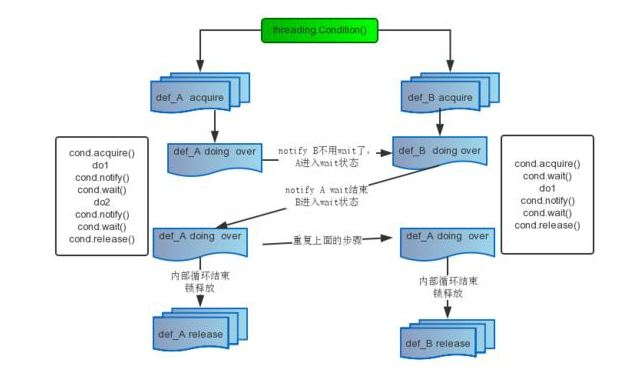 threading.Condition()
def_A acquire
def_B acquire
cond.acquire()
do1
cond.notify()
cond.wait()
do2
cond.notify()
cond.wait()
cond.release()
def_A doing over
notify B不用wait了,
A进入wait状态
def_B doing over
cond.acquire()
cond.wait()
do1
cond.notify()
cond.wait()
cond.release()
notify A wait结束
B进入wait状态
def_A doing over
重复上面的步骤
def_A doing over
内部循环结束
锁释放
内部循环结束
锁释放
def_A release
def_B release